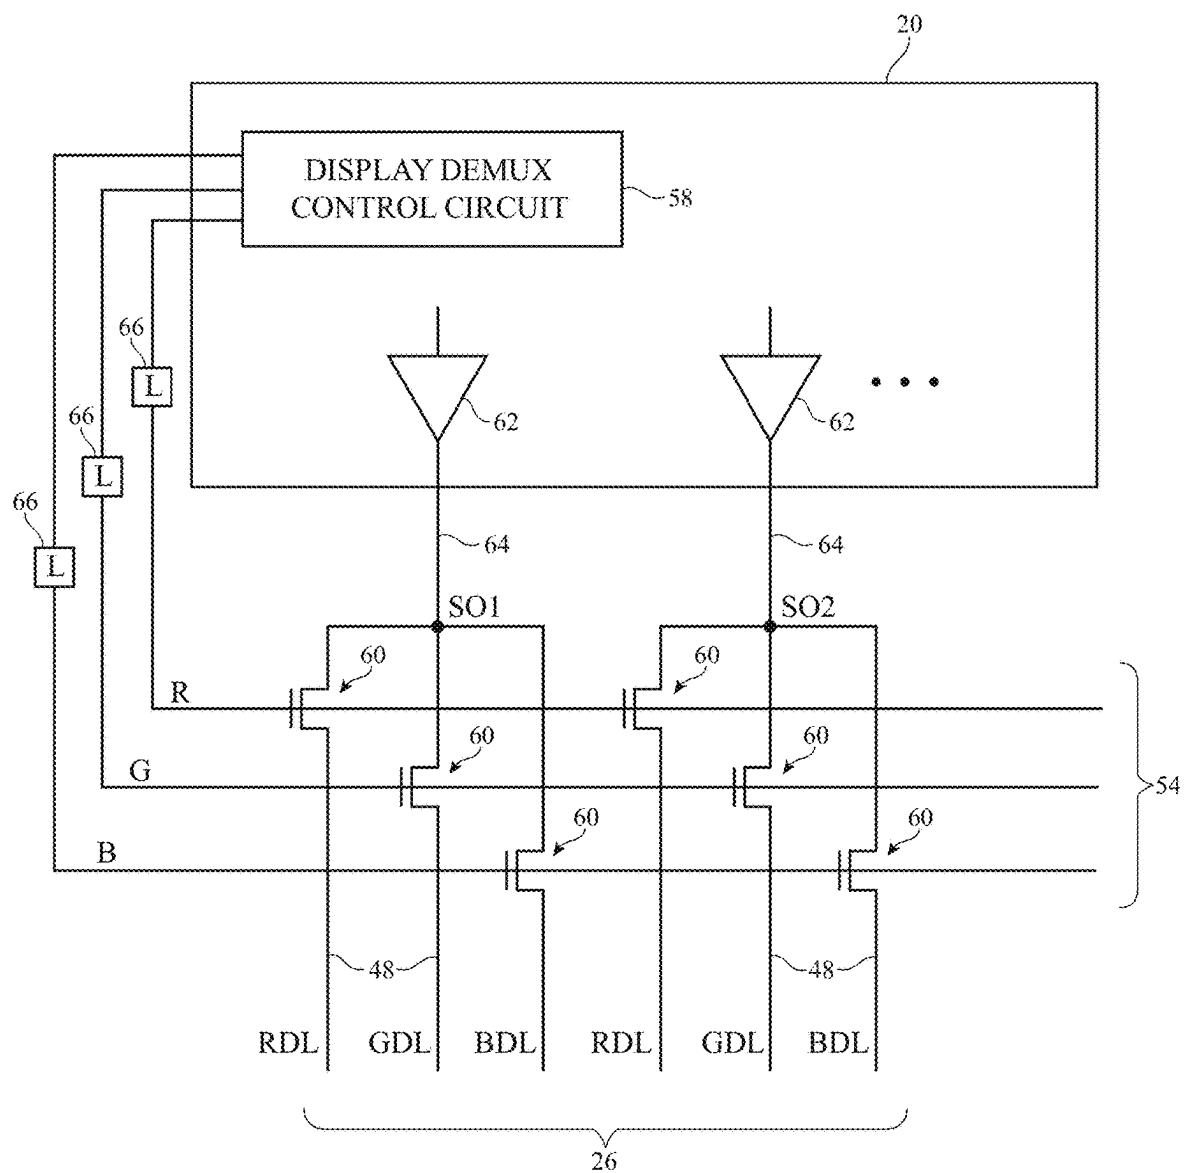 20
DISPLAY DEMUX
CONTROL CIRCUIT
58
66
L
62
62
66
L
66
L
64
64
SO1
SO2
60
60
R
60
60
G
54
60
60
B
48
48
RDL
GDL
BDL
RDL
GDL
BDL
26